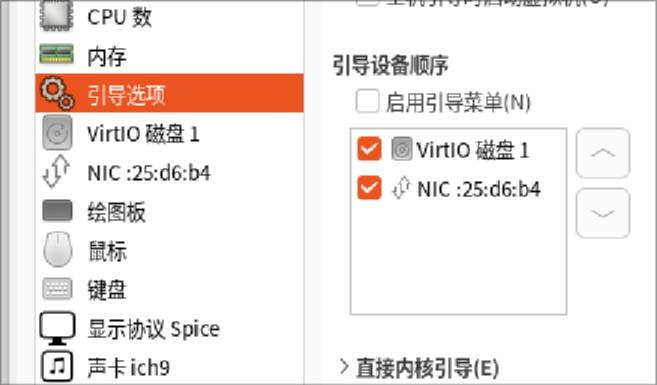 CPU 数
内存
引导选项
VirtIO 磁盘 1
NIC :25:d6:b4
绘图板
鼠标
键盘
显示协议 Spice
声卡 ich9
引导设备顺序
启用引导菜单(N)
VirtIO 磁盘 1
NIC :25:d6:b4
直接内核引导(E)